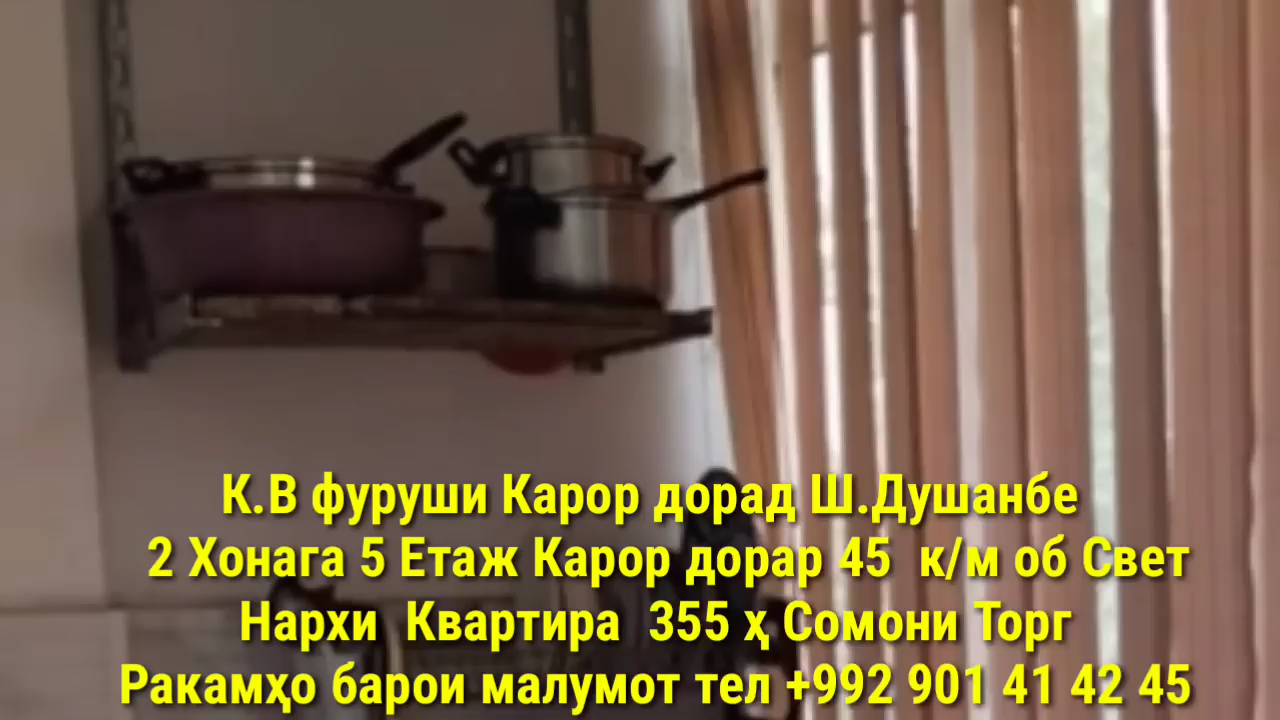 К.В фуруши Карор дорад Ш.Душанбе
2 Хонага 5 Етаж Карор дорар 45 к/м об Свет
Нархи Квартира 355 ҳ Сомони Торг
Ракамҳо барои малумот тел +992 901 41 42 45